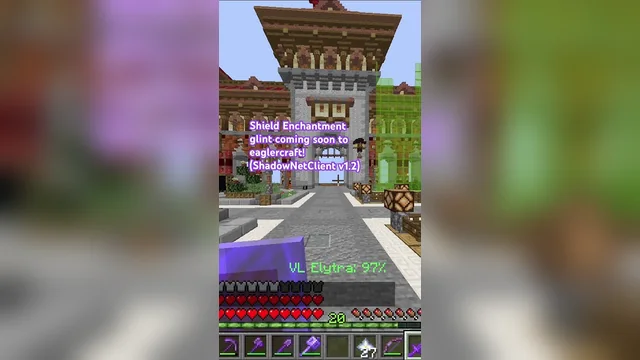 Shield Enchantment
glint coming soon to
eaglercraft!
(ShadowNetClient v1.2)
VL Elytra: 97%
20
27